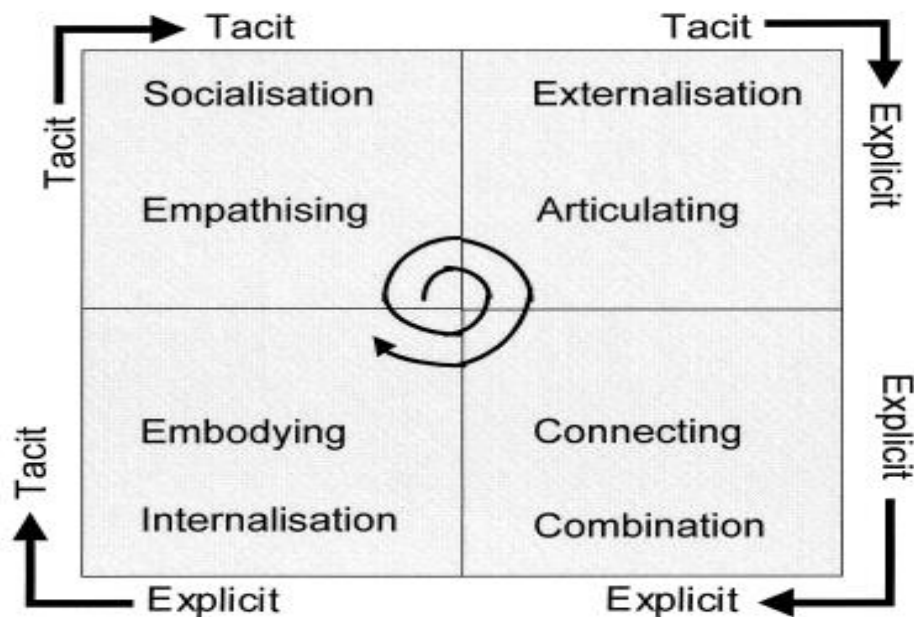 Tacit
Tacit
Tacit
Explicit
Socialisation
Externalisation
Empathising
Articulating
Embodying
Connecting
Internalisation
Combination
Tacit
Explicit
Explicit
Explicit